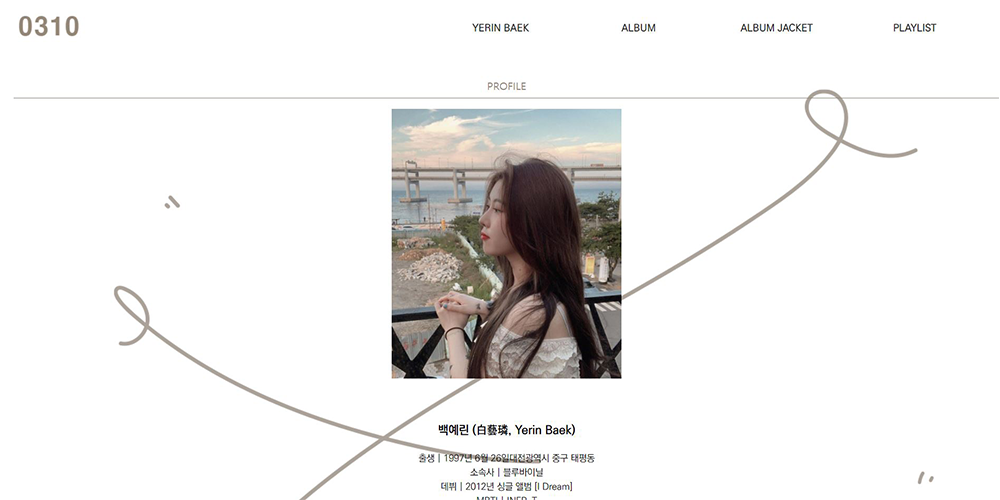 0310
YERIN BAEK
ALBUM
ALBUM JACKET
PLAYLIST
PROFILE
백예린 (白藝璘, Yerin Baek)
출생 | 1997년 6월 26일대전광역시 중구 태평동
소속사 | 블루바이닐
데뷔 | 2012년 싱글 앨범 [I Dream]
MBTI | INFP-T